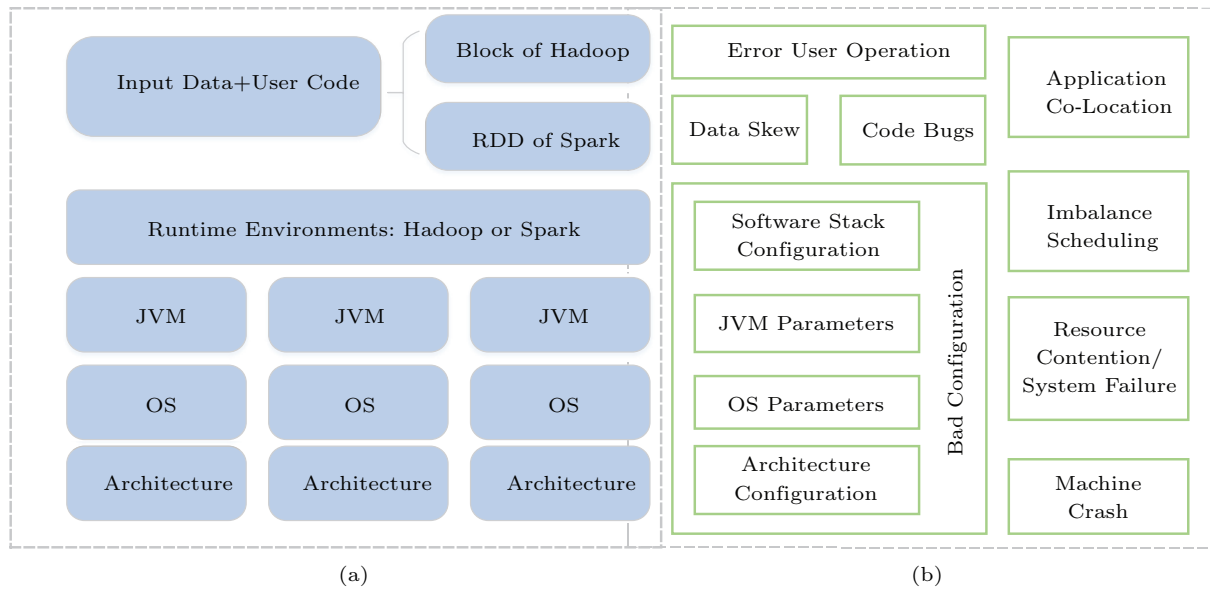 Input Data+User Code
Block of Hadoop
RDD of Spark
Runtime Environments: Hadoop or Spark
JVM
JVM
JVM
OS
OS
OS
Architecture
Architecture
Architecture
(a)
Error User Operation
Data Skew
Code Bugs
Software Stack
Configuration
JVM Parameters
OS Parameters
Architecture
Configuration
Bad Configuration
Application
Co-Location
Imbalance
Scheduling
Resource
Contention/
System Failure
Machine
Crash
(b)